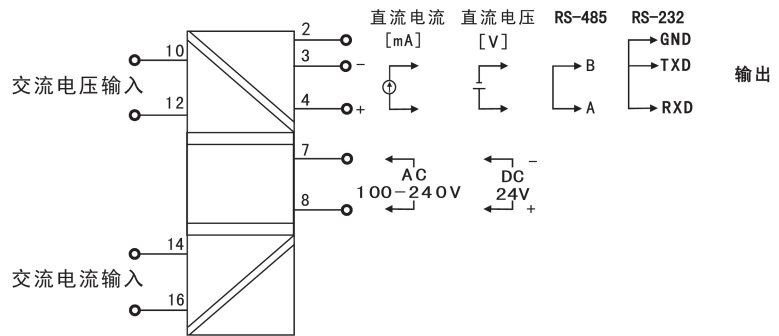 直流电流 直流电压 RS-485 RS-232
[mA] [V]
2 GND
10 3 − B TXD 输出
交流电压输入
12 4 + A RXD
7 −
AC DC
100-240V 24V
8 +
14
交流电流输入
16